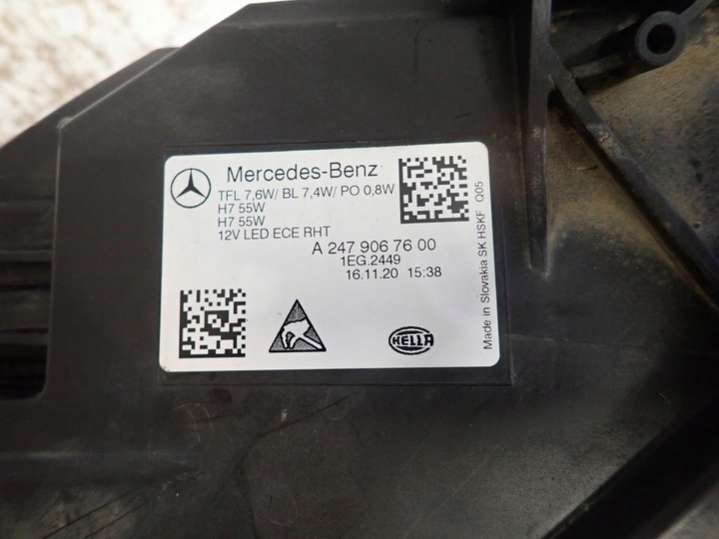 Mercedes-Benz
TFL 7,6W/ BL 7,4W/ PO 0,8W
H7 55W
H7 55W
12V LED ECE RHT
A 247 906 76 00
1EG.2449
16.11.20 15:38
HELLA
Made in Slovakia SK HSKF Q05